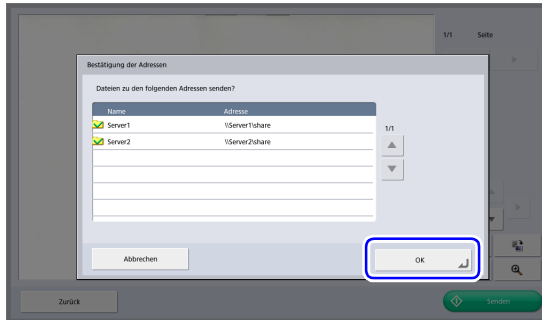 1/1 Seite
Bestätigung der Adressen
Dateien zu den folgenden Adressen senden?
Name Adresse
Server1 \\Server1\share
Server2 \\Server2\share
1/1
Abbrechen OK
Zurück Senden